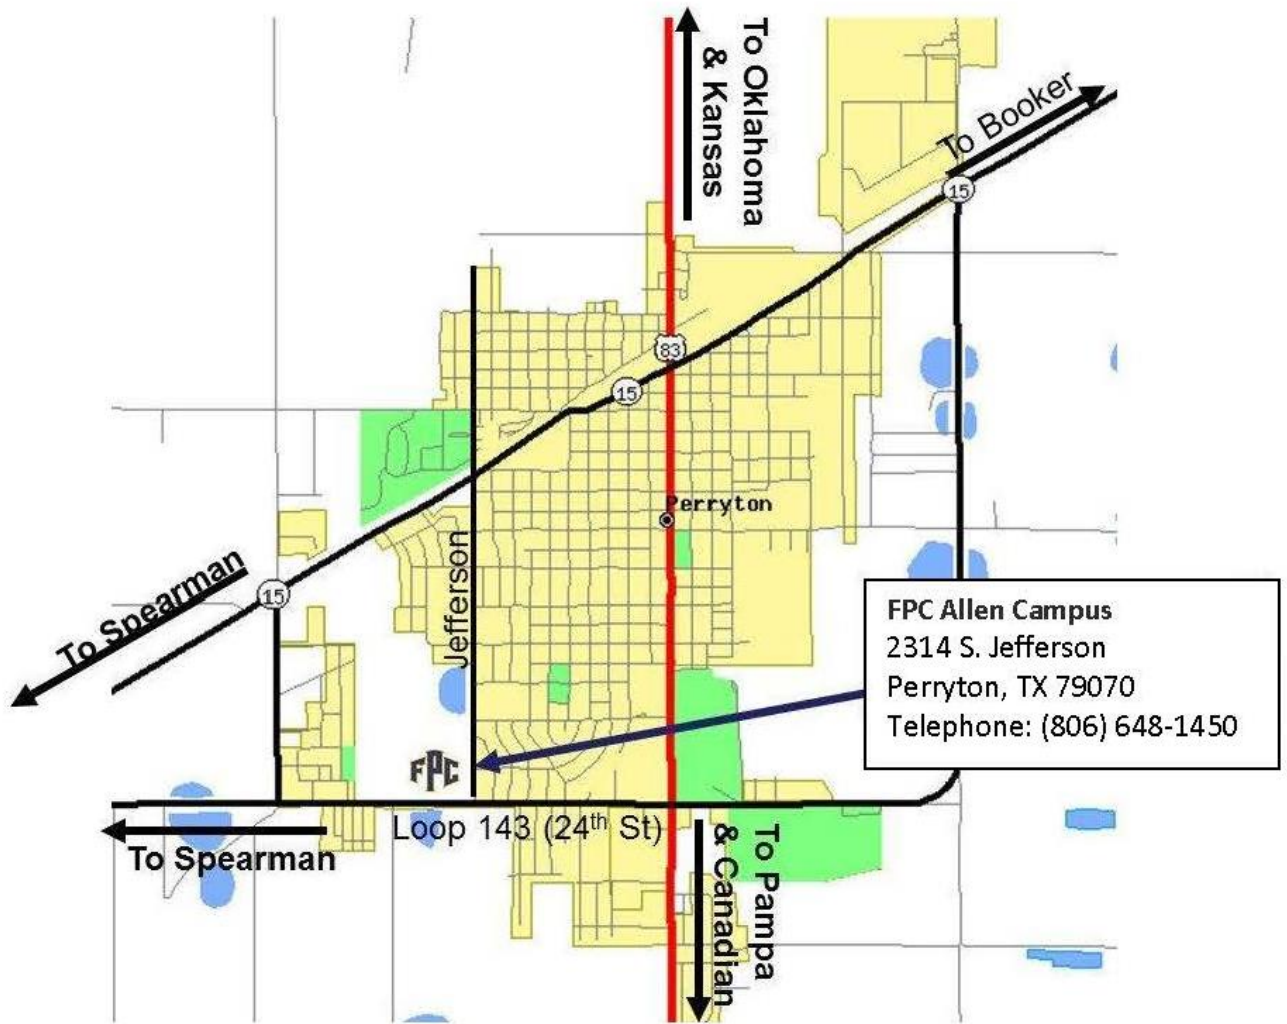 To Oklahoma
& Kansas
To Booker
15
83
15
Perryton
Jefferson
To Spearman
15
FPC Allen Campus
2314 S. Jefferson
Perryton, TX 79070
Telephone: (806) 648-1450
FPC
Loop 143 (24th St)
To Spearman
To Pampa
& Canadian